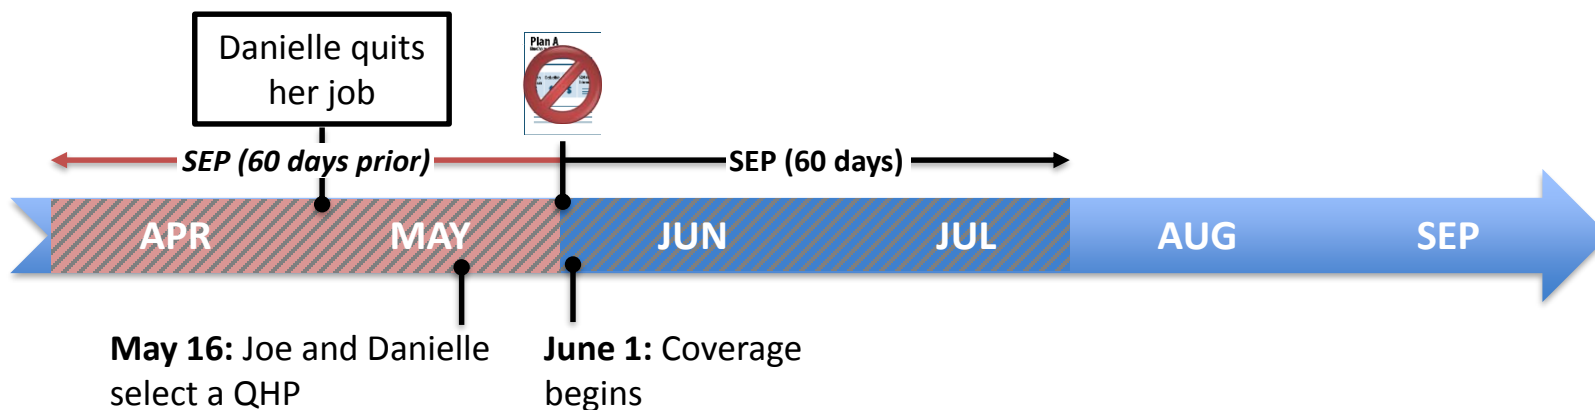 Danielle quits
her job
Plan A
SEP (60 days prior)
SEP (60 days)
APR
MAY
JUN
JUL
AUG
SEP
May 16: Joe and Danielle
select a QHP
June 1: Coverage
begins